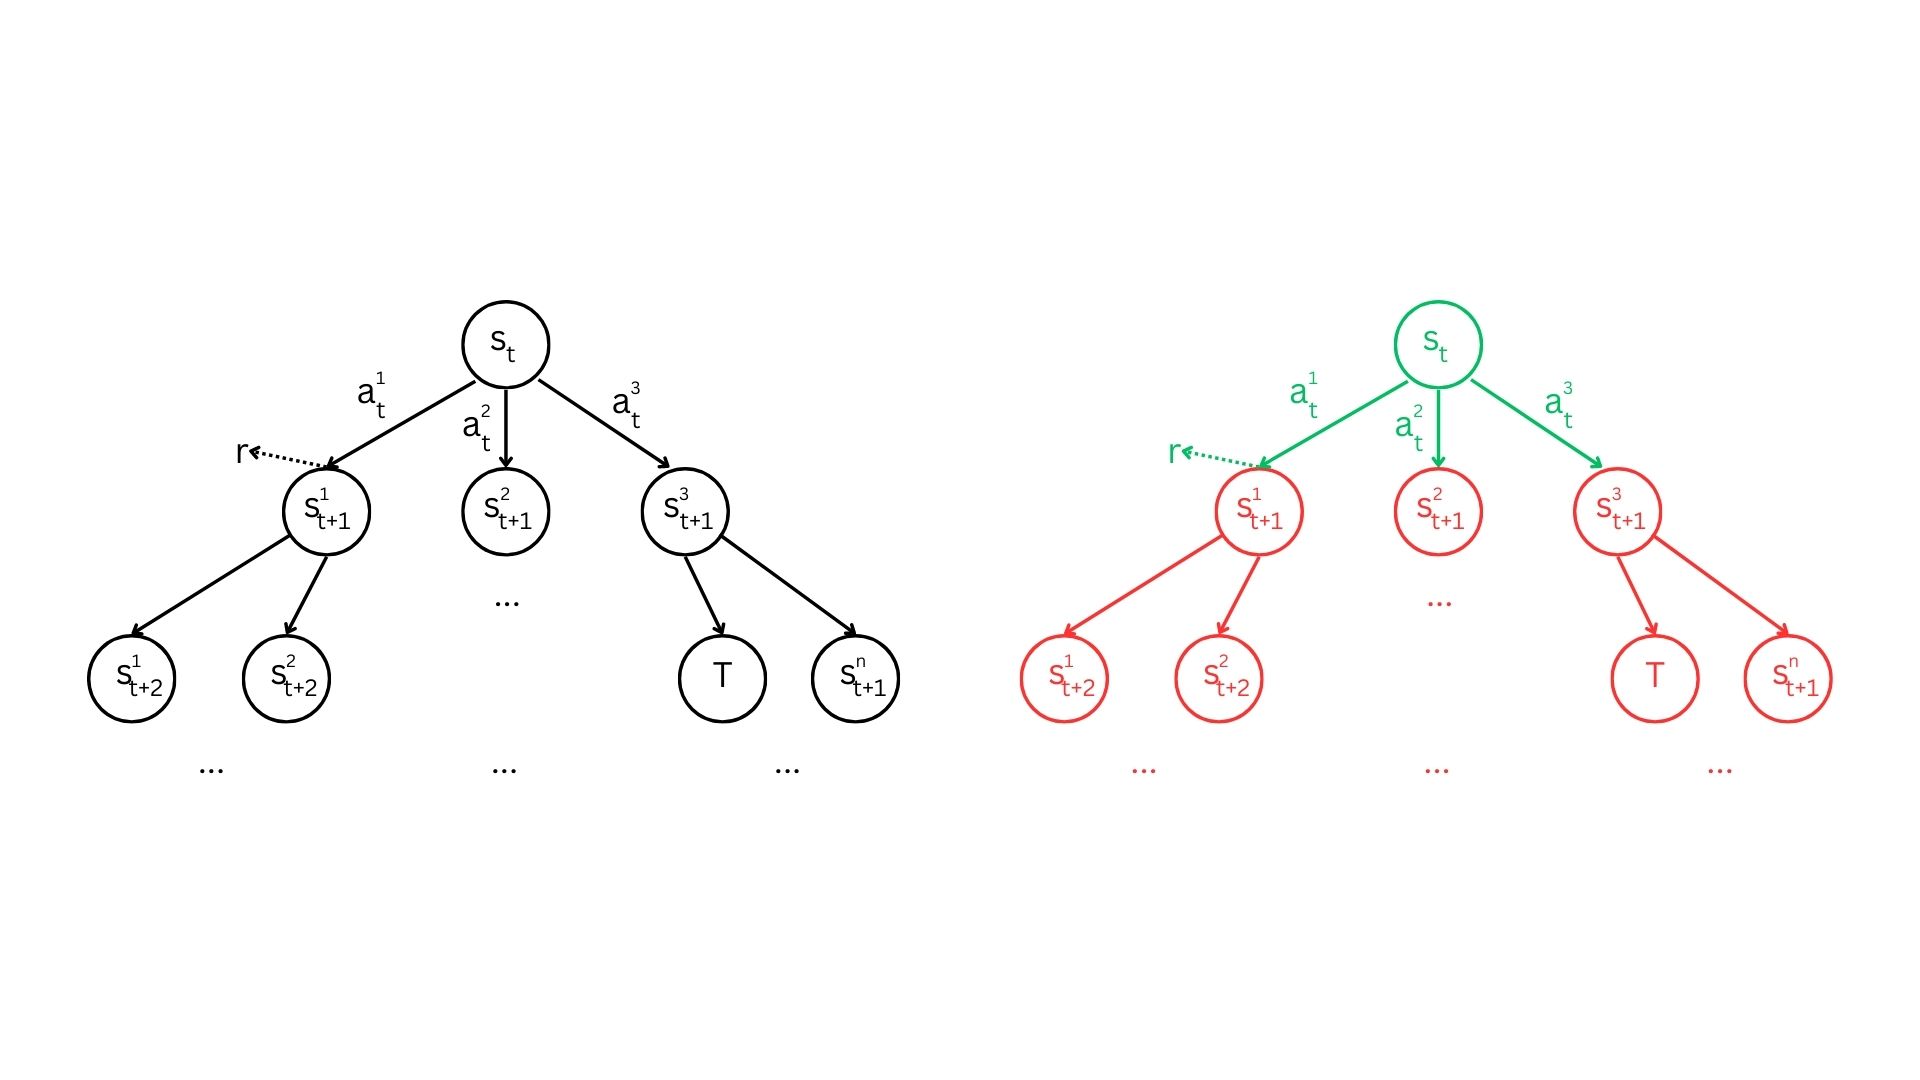 s_t s_t
a_t^1 a_t^2 a_t^3 a_t^1 a_t^2 a_t^3
r r
s_{t+1}^1 s_{t+1}^2 s_{t+1}^3 s_{t+1}^1 s_{t+1}^2 s_{t+1}^3
... ...
s_{t+2}^1 s_{t+2}^2 T s_{t+1}^n s_{t+2}^1 s_{t+2}^2 T s_{t+1}^n
... ... ... ... ... ...